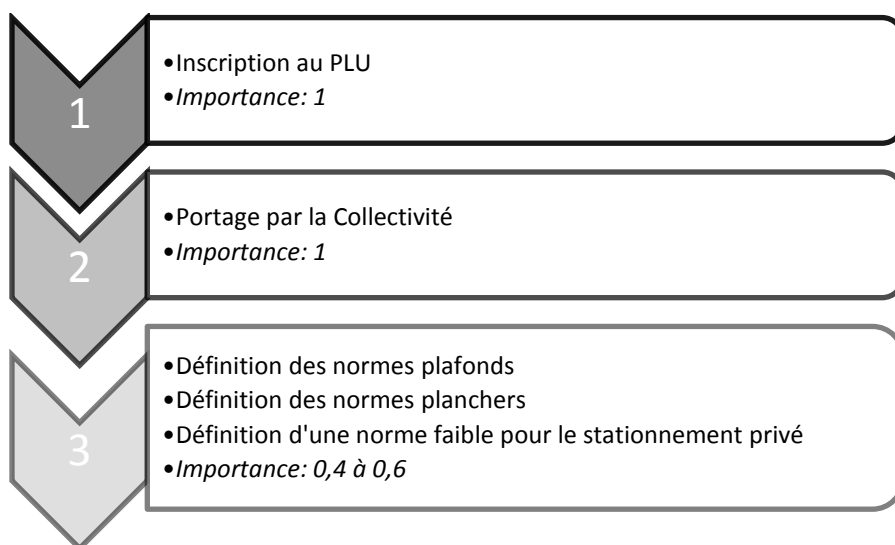 1
•Inscription au PLU
•Importance: 1
2
•Portage par la Collectivité
•Importance: 1
3
•Définition des normes plafonds
•Définition des normes planchers
•Définition d'une norme faible pour le stationnement privé
•Importance: 0,4 à 0,6